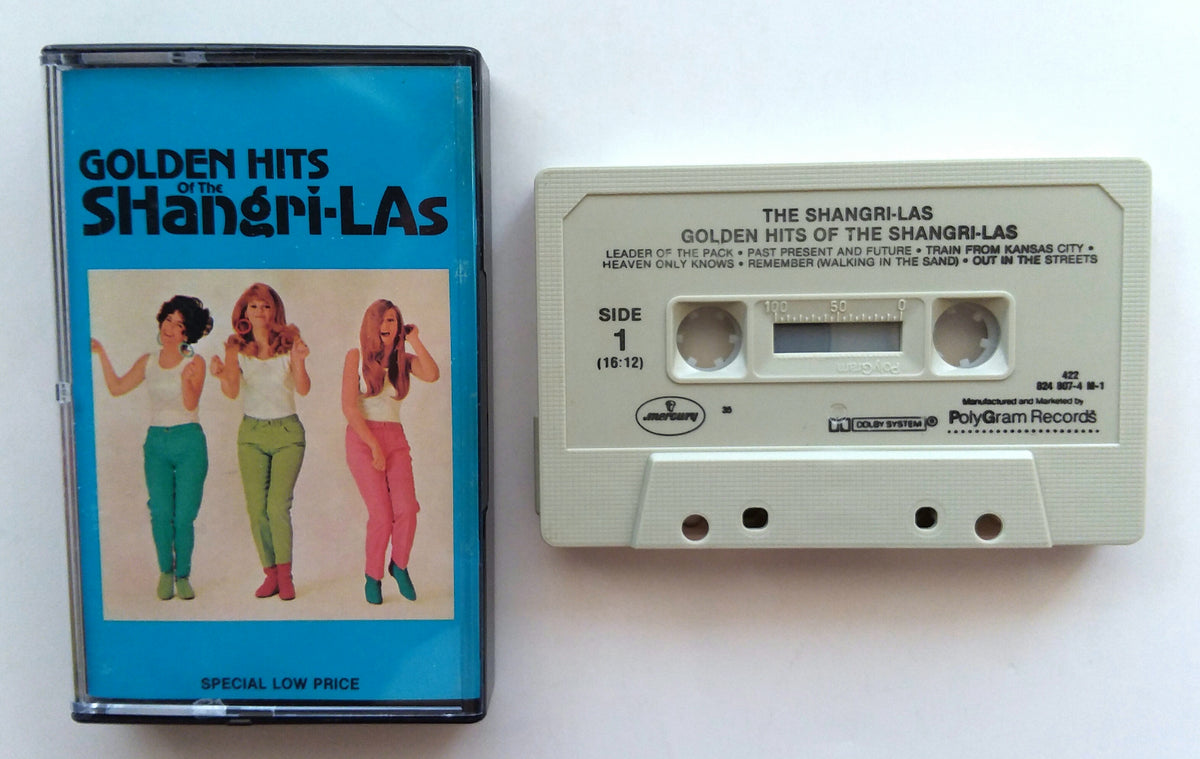 GOLDEN HITS
Of The
SHangri-LAs
SPECIAL LOW PRICE
THE SHANGRI-LAS
GOLDEN HITS OF THE SHANGRI-LAS
LEADER OF THE PACK • PAST PRESENT AND FUTURE • TRAIN FROM KANSAS CITY •
HEAVEN ONLY KNOWS • REMEMBER (WALKING IN THE SAND) • OUT IN THE STREETS
SIDE
1
(16:12)
100 50 0
PolyGram
422
824 807-4 M-1
mercury
35
DOLBY SYSTEM ®
Manufactured and Marketed by
PolyGram Records